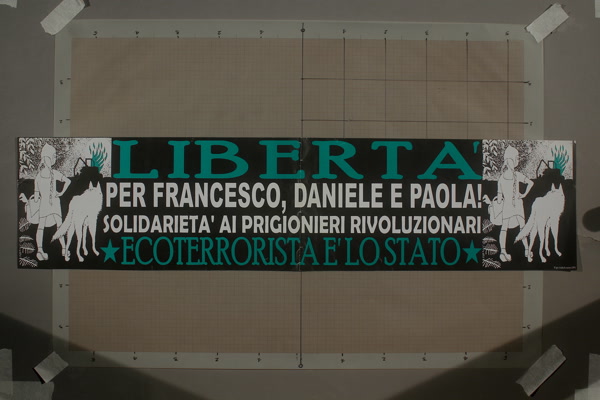 LIBERTA'
PER FRANCESCO, DANIELE E PAOLA!
SOLIDARIETA' AI PRIGIONIERI RIVOLUZIONARI
★ECOTERRORISTA E' LO STATO★